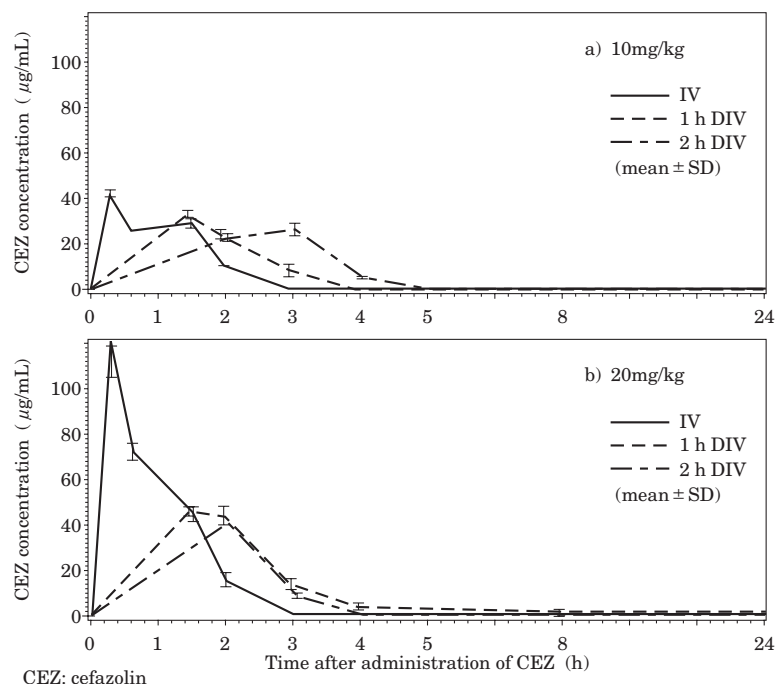 CEZ concentration ( μg/mL)
100
80
60
40
20
0
a) 10mg/kg
IV
1 h DIV
2 h DIV
(mean ± SD)
0 1 2 3 4 5 8 24
CEZ concentration ( μg/mL)
100
80
60
40
20
0
b) 20mg/kg
IV
1 h DIV
2 h DIV
(mean ± SD)
0 1 2 3 4 5 8 24
Time after administration of CEZ (h)
CEZ: cefazolin